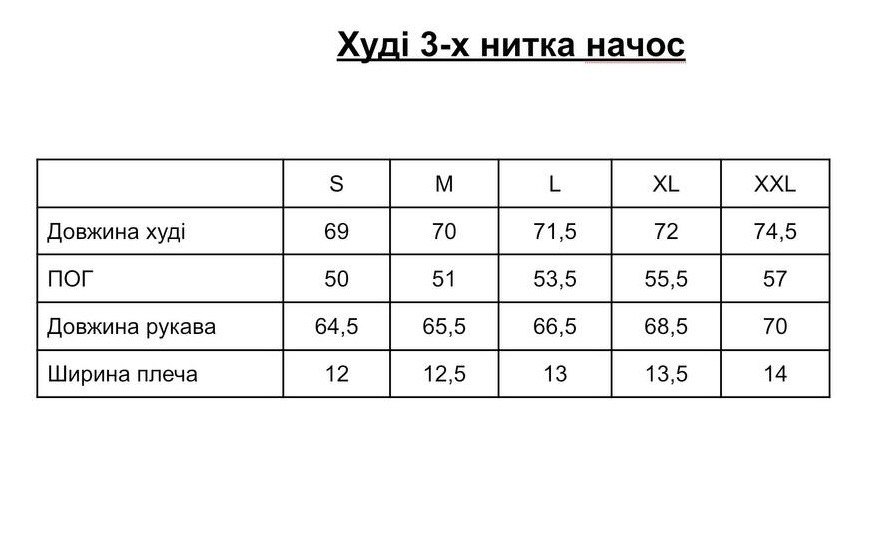 Худі 3-х нитка начос
S M L XL XXL
Довжина худі 69 70 71,5 72 74,5
ПОГ 50 51 53,5 55,5 57
Довжина рукава 64,5 65,5 66,5 68,5 70
Ширина плеча 12 12,5 13 13,5 14